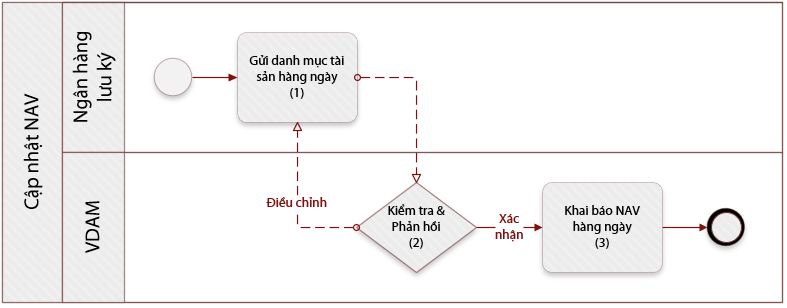 Cập nhật NAV
Ngân hàng
lưu ký
Gửi danh mục tài
sản hàng ngày
(1)
VDAM
Điều chỉnh
Kiểm tra &
Phản hồi
(2)
Xác
nhận
Khai báo NAV
hàng ngày
(3)